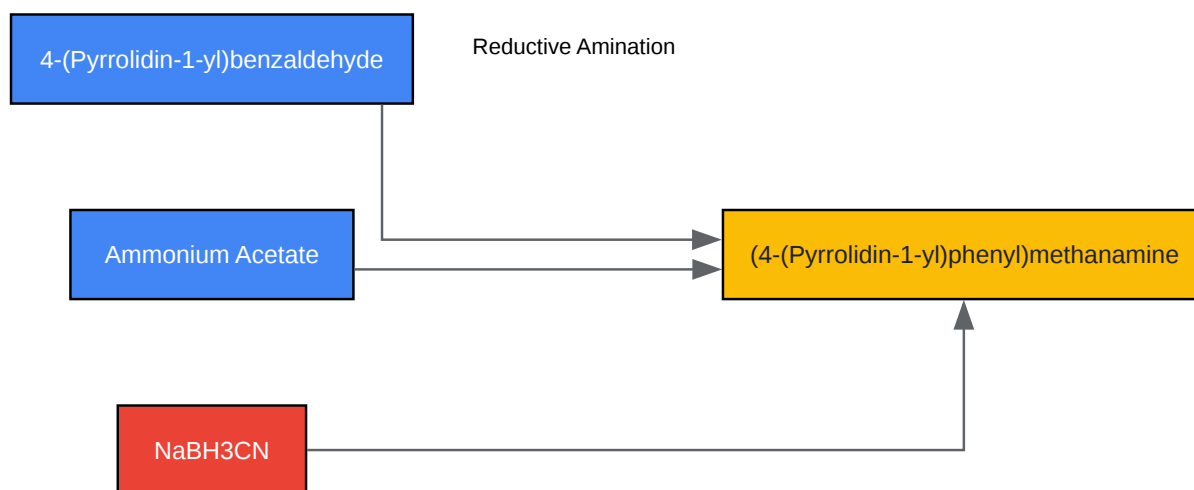 4-(Pyrrolidin-1-yl)benzaldehyde
Reductive Amination
Ammonium Acetate
(4-(Pyrrolidin-1-yl)phenyl)methanamine
NaBH3CN